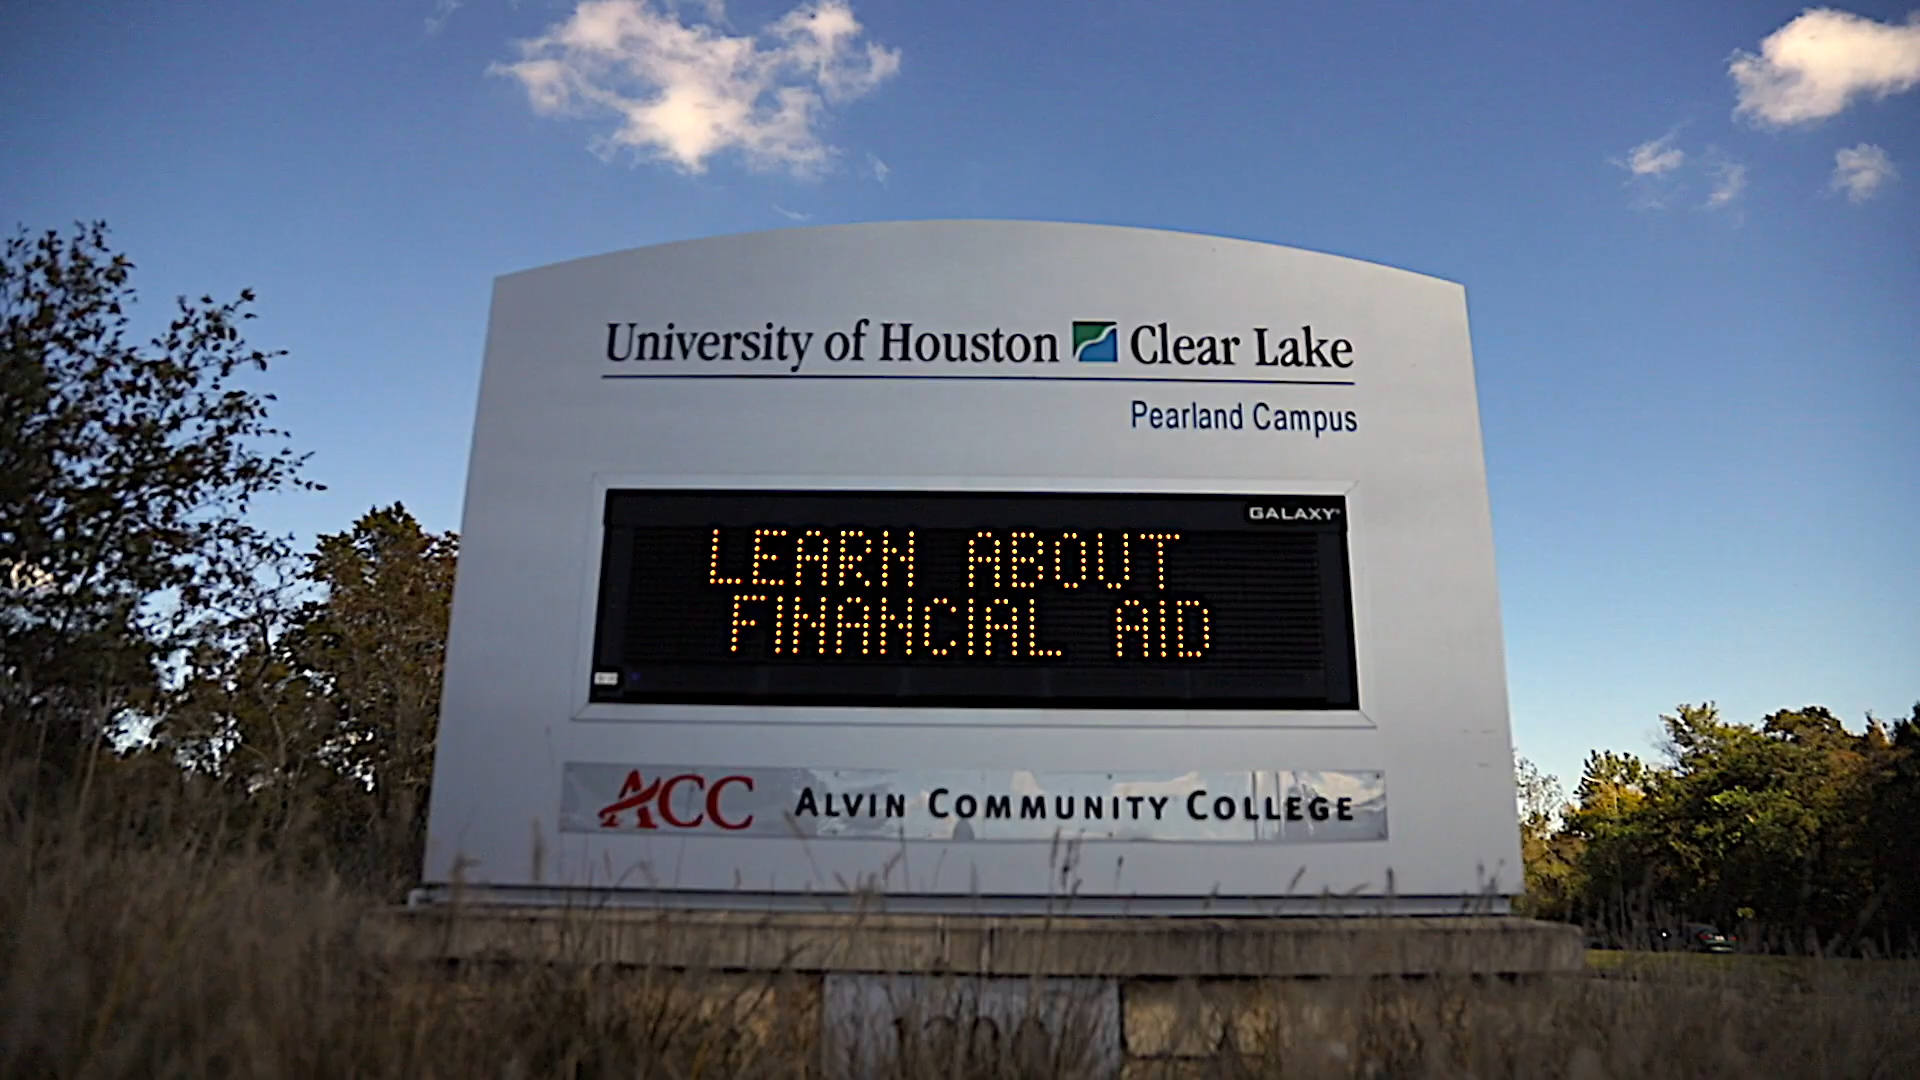 University of Houston Clear Lake
Pearland Campus
GALAXY
LEARN ABOUT
FINANCIAL AID
ACC ALVIN COMMUNITY COLLEGE